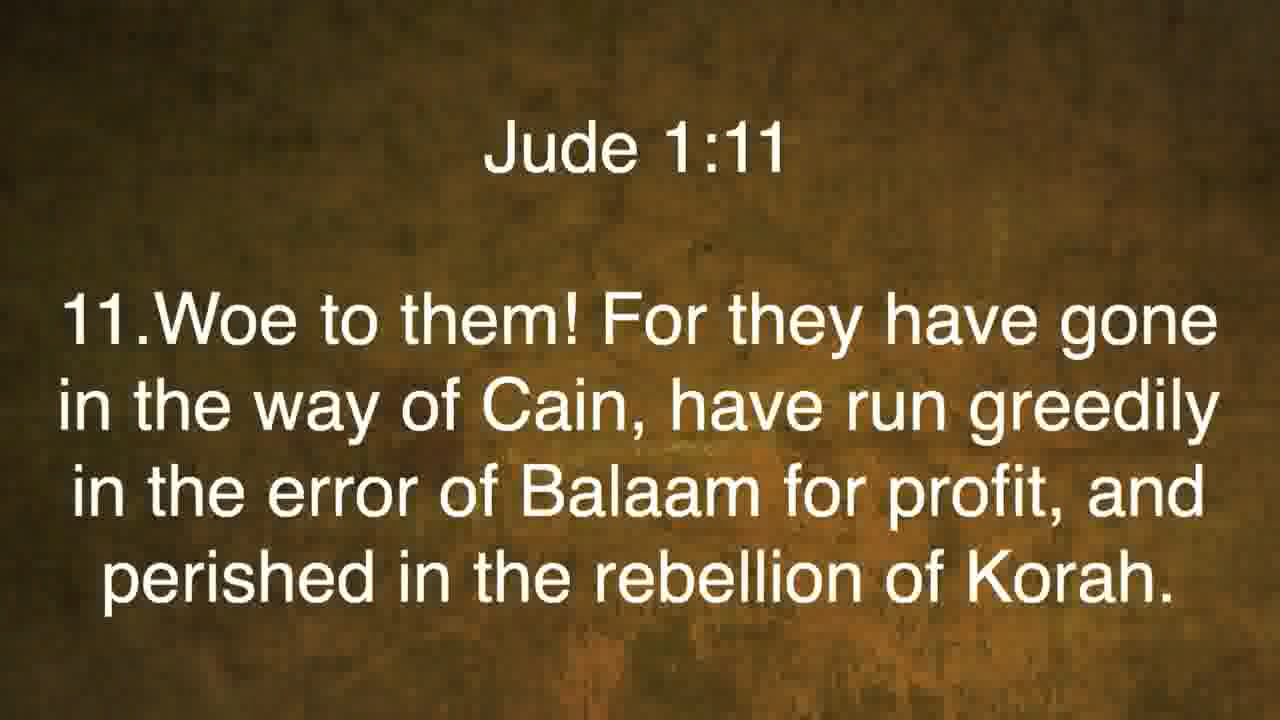 Jude 1:11
11.Woe to them! For they have gone
in the way of Cain, have run greedily
in the error of Balaam for profit, and
perished in the rebellion of Korah.